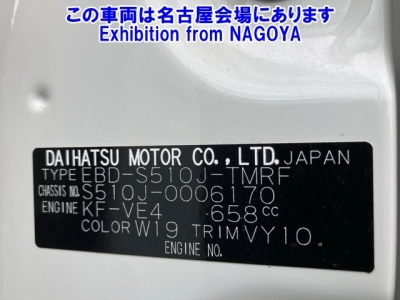 この車両は名古屋会場にあります
Exhibition from NAGOYA
DAIHATSU MOTOR CO.,LTD. JAPAN
TYPE EBD-S510J-TMRF
CHASSIS NO. S510J-0006170
ENGINE KF-VE4 658 cc
COLOR W19 TRIM VY10.
ENGINE NO.